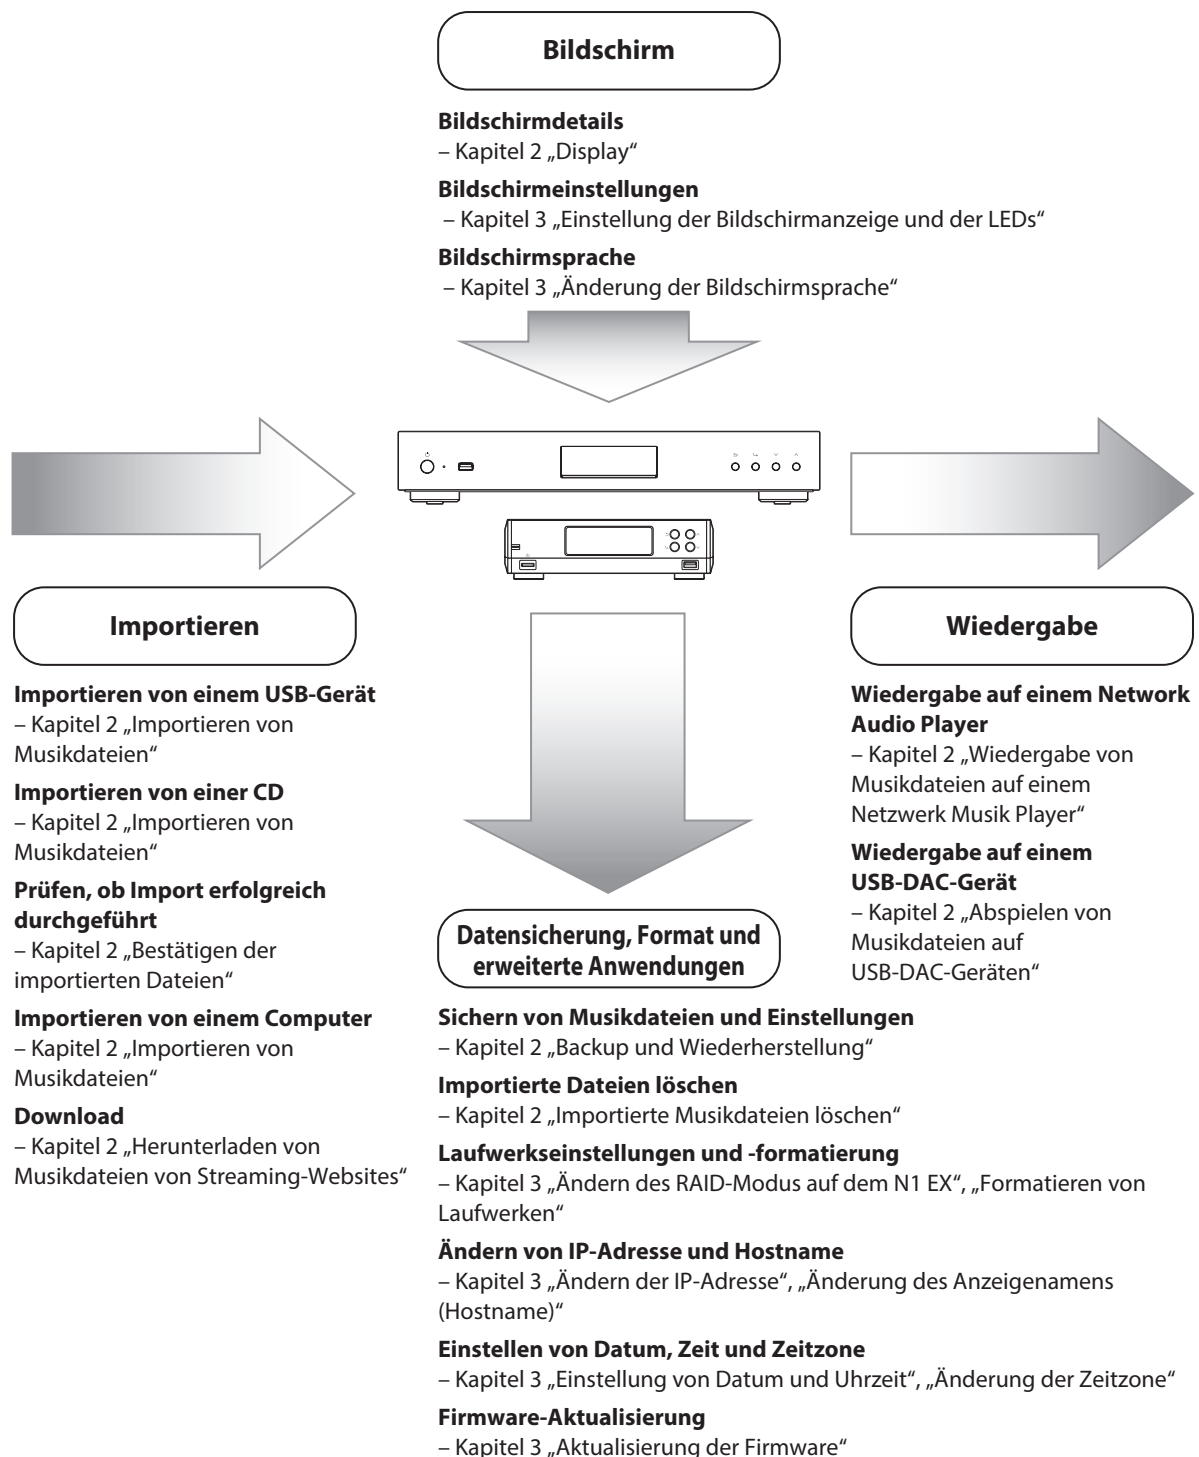 Bildschirm
Bildschirmdetails
– Kapitel 2 „Display“
Bildschirmeinstellungen
– Kapitel 3 „Einstellung der Bildschirmanzeige und der LEDs“
Bildschirmsprache
– Kapitel 3 „Änderung der Bildschirmsprache“
Importieren
Importieren von einem USB-Gerät
– Kapitel 2 „Importieren von
Musikdateien“
Importieren von einer CD
– Kapitel 2 „Importieren von
Musikdateien“
Prüfen, ob Import erfolgreich
durchgeführt
– Kapitel 2 „Bestätigen der
importierten Dateien“
Importieren von einem Computer
– Kapitel 2 „Importieren von
Musikdateien“
Download
– Kapitel 2 „Herunterladen von
Musikdateien von Streaming-Websites“
Wiedergabe
Wiedergabe auf einem Network
Audio Player
– Kapitel 2 „Wiedergabe von
Musikdateien auf einem
Netzwerk Musik Player“
Wiedergabe auf einem
USB-DAC-Gerät
– Kapitel 2 „Abspielen von
Musikdateien auf
USB-DAC-Geräten“
Datensicherung, Format und
erweiterte Anwendungen
Sichern von Musikdateien und Einstellungen
– Kapitel 2 „Backup und Wiederherstellung“
Importierte Dateien löschen
– Kapitel 2 „Importierte Musikdateien löschen“
Laufwerkseinstellungen und -formatierung
– Kapitel 3 „Ändern des RAID-Modus auf dem N1 EX“, „Formatieren von
Laufwerken“
Ändern von IP-Adresse und Hostname
– Kapitel 3 „Ändern der IP-Adresse“, „Änderung des Anzeigenamens
(Hostname)“
Einstellen von Datum, Zeit und Zeitzone
– Kapitel 3 „Einstellung von Datum und Uhrzeit“, „Änderung der Zeitzone“
Firmware-Aktualisierung
– Kapitel 3 „Aktualisierung der Firmware“